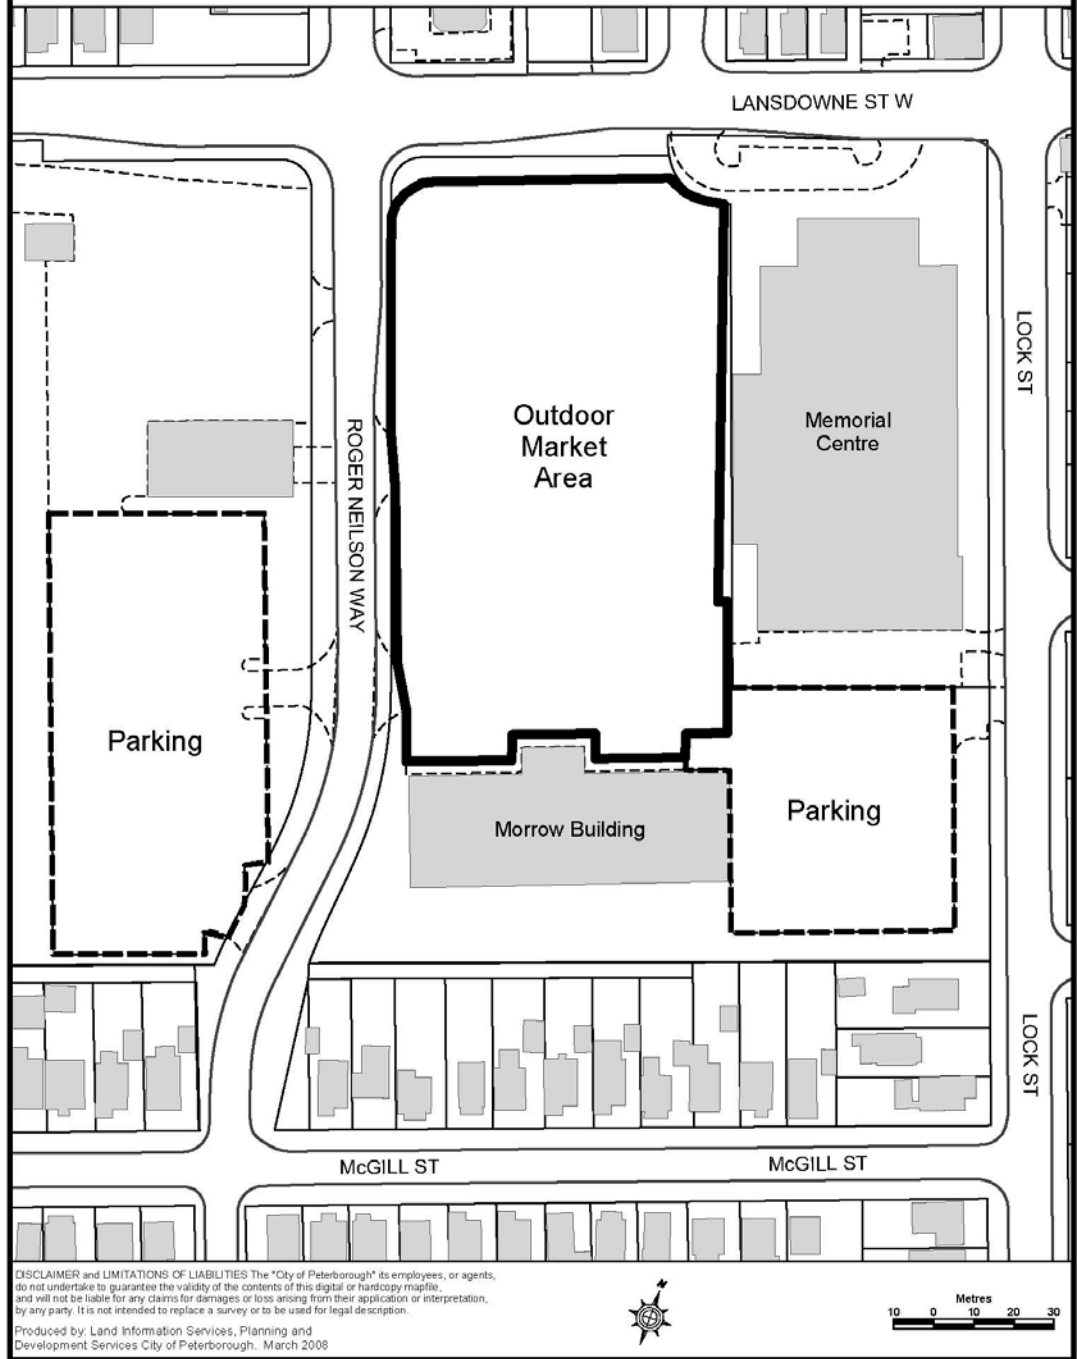 LANSDOWNE ST W
LOCK ST
Outdoor
Market
Area
Memorial
Centre
ROGER NEILSON WAY
Parking
Parking
Morrow Building
LOCK ST
McGILL ST
McGILL ST
DISCLAIMER and LIMITATIONS OF LIABILITIES The "City of Peterborough" its employees, or agents,
do not undertake to guarantee the validity of the contents of this digital or hardcopy mapfile,
and will not be liable for any claims for damages or loss arising from their application or interpretation,
by any party. It is not intended to replace a survey or to be used for legal description.
Produced by: Land Information Services, Planning and
Development Services City of Peterborough. March 2008
N
Metres
10 0 10 20 30